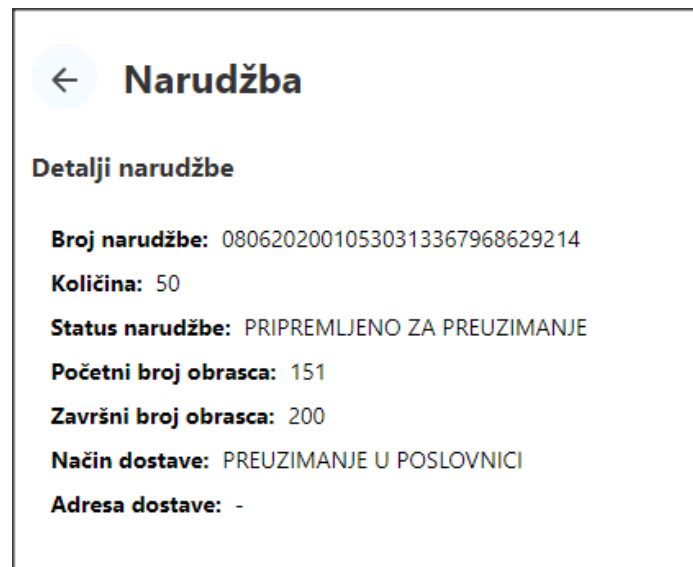 Narudžba
Detalji narudžbe
Broj narudžbe: 08062020010530313367968629214
Količina: 50
Status narudžbe: PRIPREMLJENO ZA PREUZIMANJE
Početni broj obrasca: 151
Završni broj obrasca: 200
Način dostave: PREUZIMANJE U POSLOVNICI
Adresa dostave: -